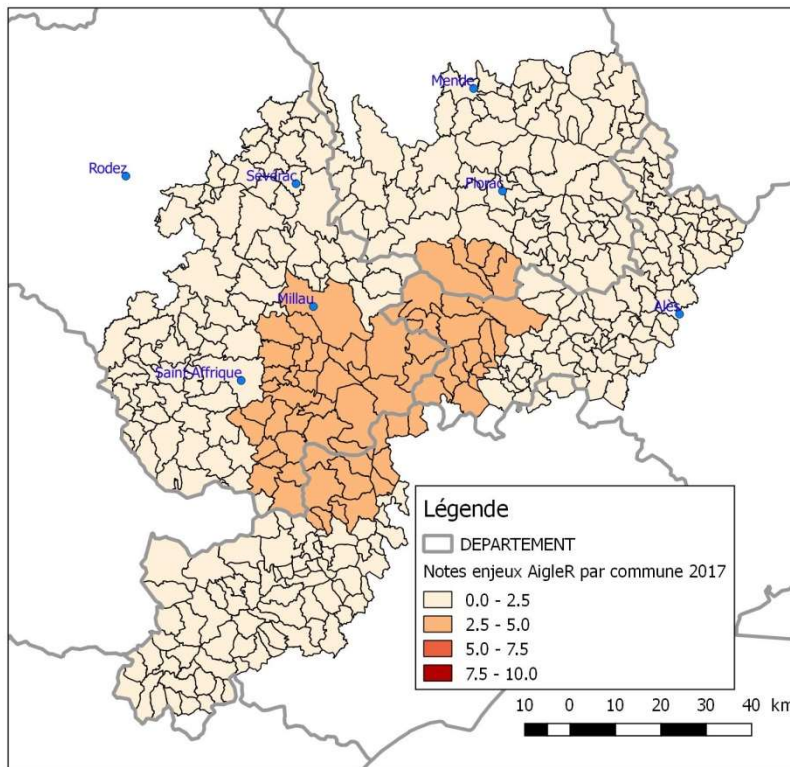 Mende
Rodez
Sévérac
Florac
Millau
Alès
Saint Affrique
Légende
DEPARTEMENT
Notes enjeux AigleR par commune 2017
0.0 - 2.5
2.5 - 5.0
5.0 - 7.5
7.5 - 10.0
10 0 10 20 30 40 km